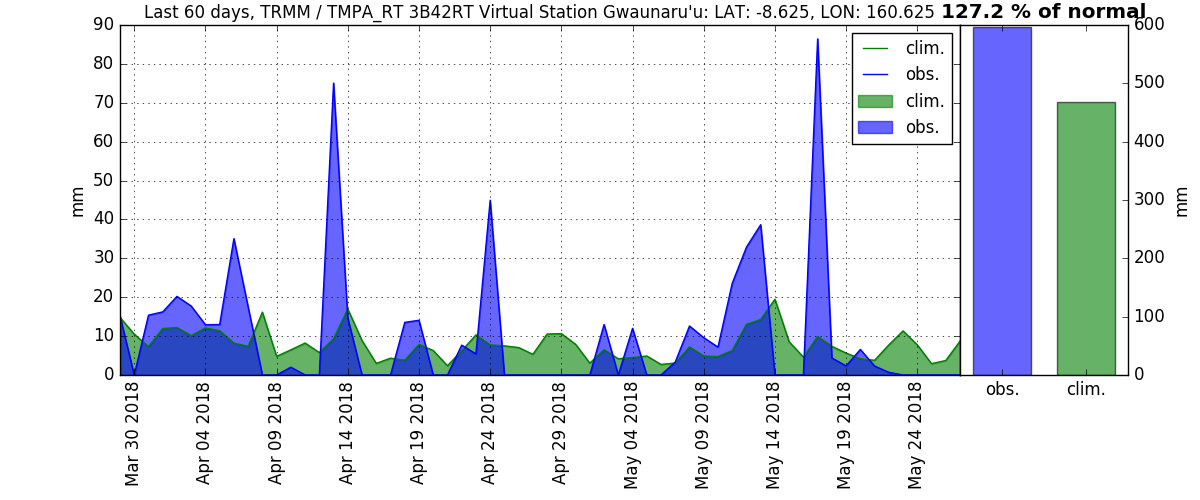 Last 60 days, TRMM / TMPA_RT 3B42RT Virtual Station Gwaunaru'u: LAT: -8.625, LON: 160.625 127.2 % of normal
90
80
70
60
50
40
30
20
10
0
mm
clim.
obs.
clim.
obs.
Mar 30 2018
Apr 04 2018
Apr 09 2018
Apr 14 2018
Apr 19 2018
Apr 24 2018
Apr 29 2018
May 04 2018
May 09 2018
May 14 2018
May 19 2018
May 24 2018
600
500
400
300
200
100
0
mm
obs.
clim.